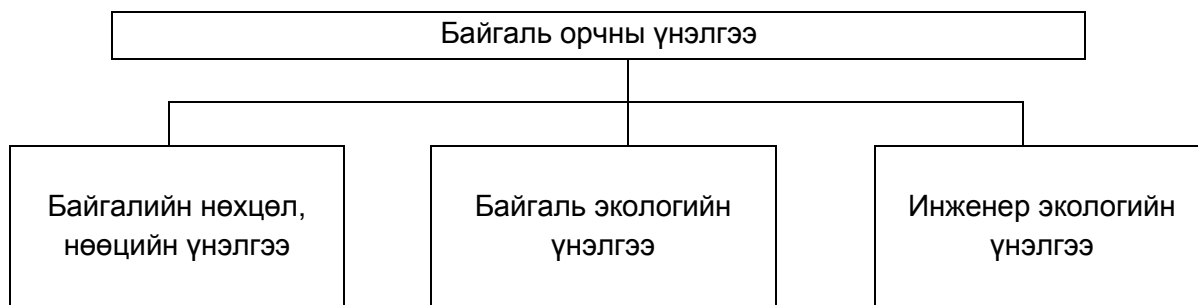 Байгаль орчны үнэлгээ
Байгалийн нөхцөл,
нөөцийн үнэлгээ
Байгаль экологийн
үнэлгээ
Инженер экологийн
үнэлгээ